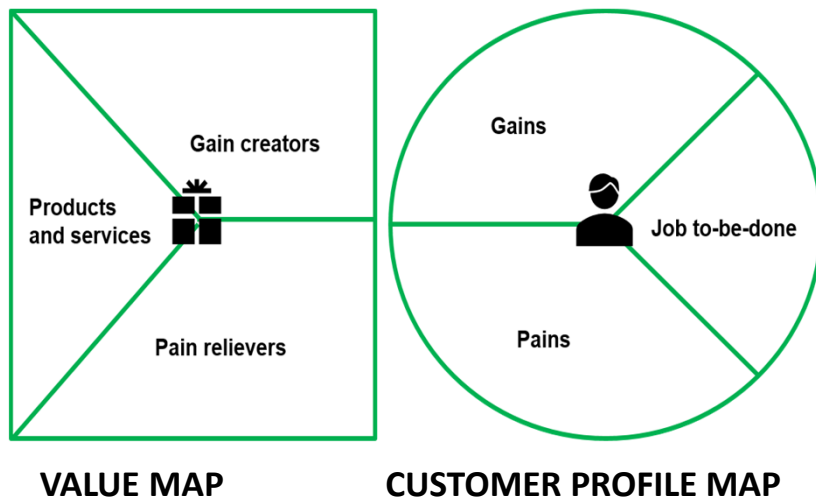 Gain creators
Products
and services
Pain relievers
Gains
Job to-be-done
Pains
VALUE MAP
CUSTOMER PROFILE MAP